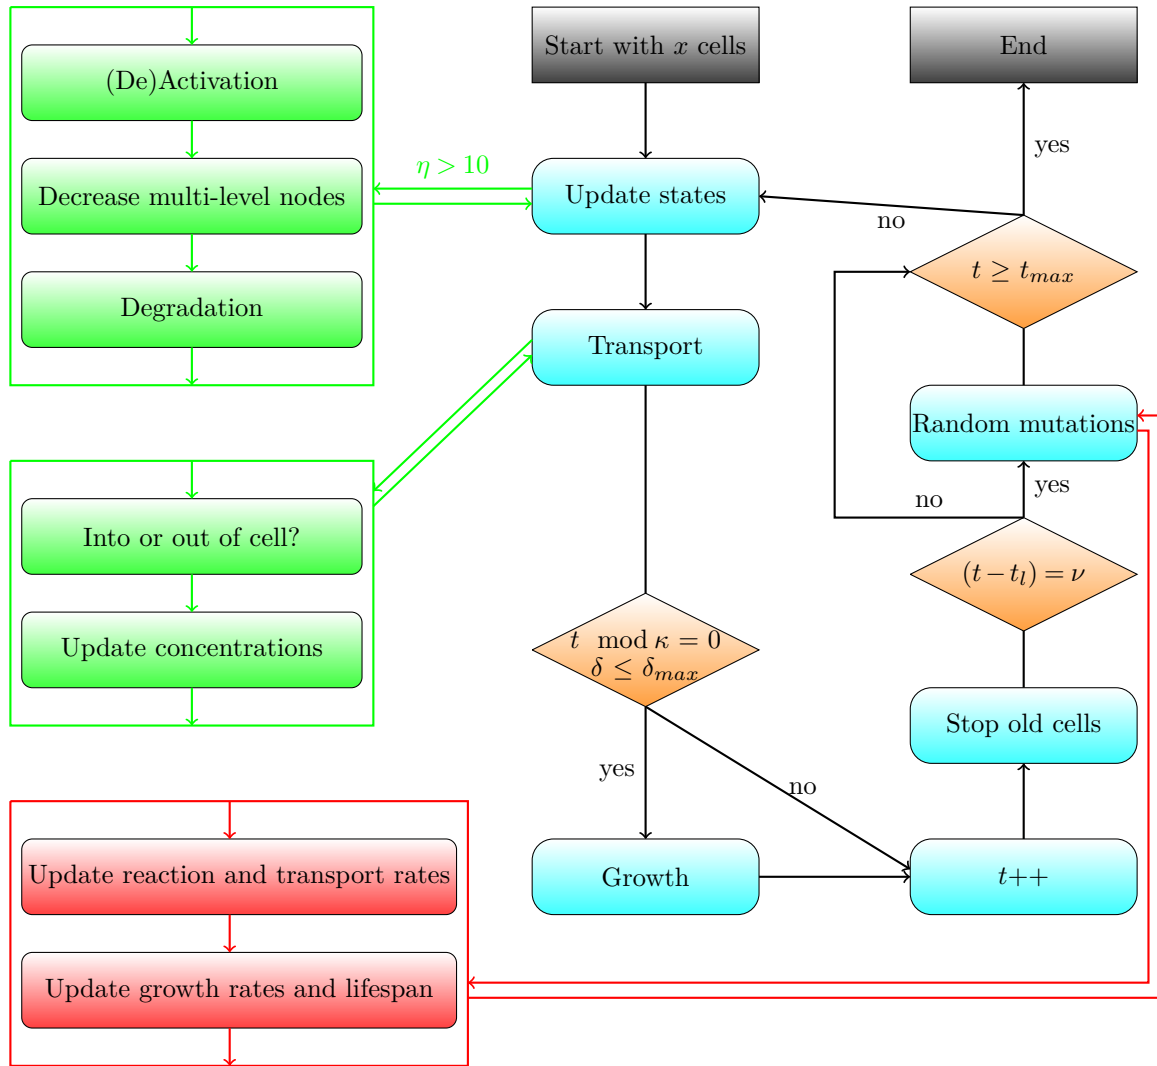 Start with x cells
End
(De)Activation
Decrease multi-level nodes
Degradation
η > 10
Update states
Transport
yes
no
t ≥ t_max
Random mutations
no
yes
(t − t_l) = ν
Into or out of cell?
Update concentrations
t mod κ = 0
δ ≤ δ_max
Stop old cells
yes
no
Growth
t++
Update reaction and transport rates
Update growth rates and lifespan